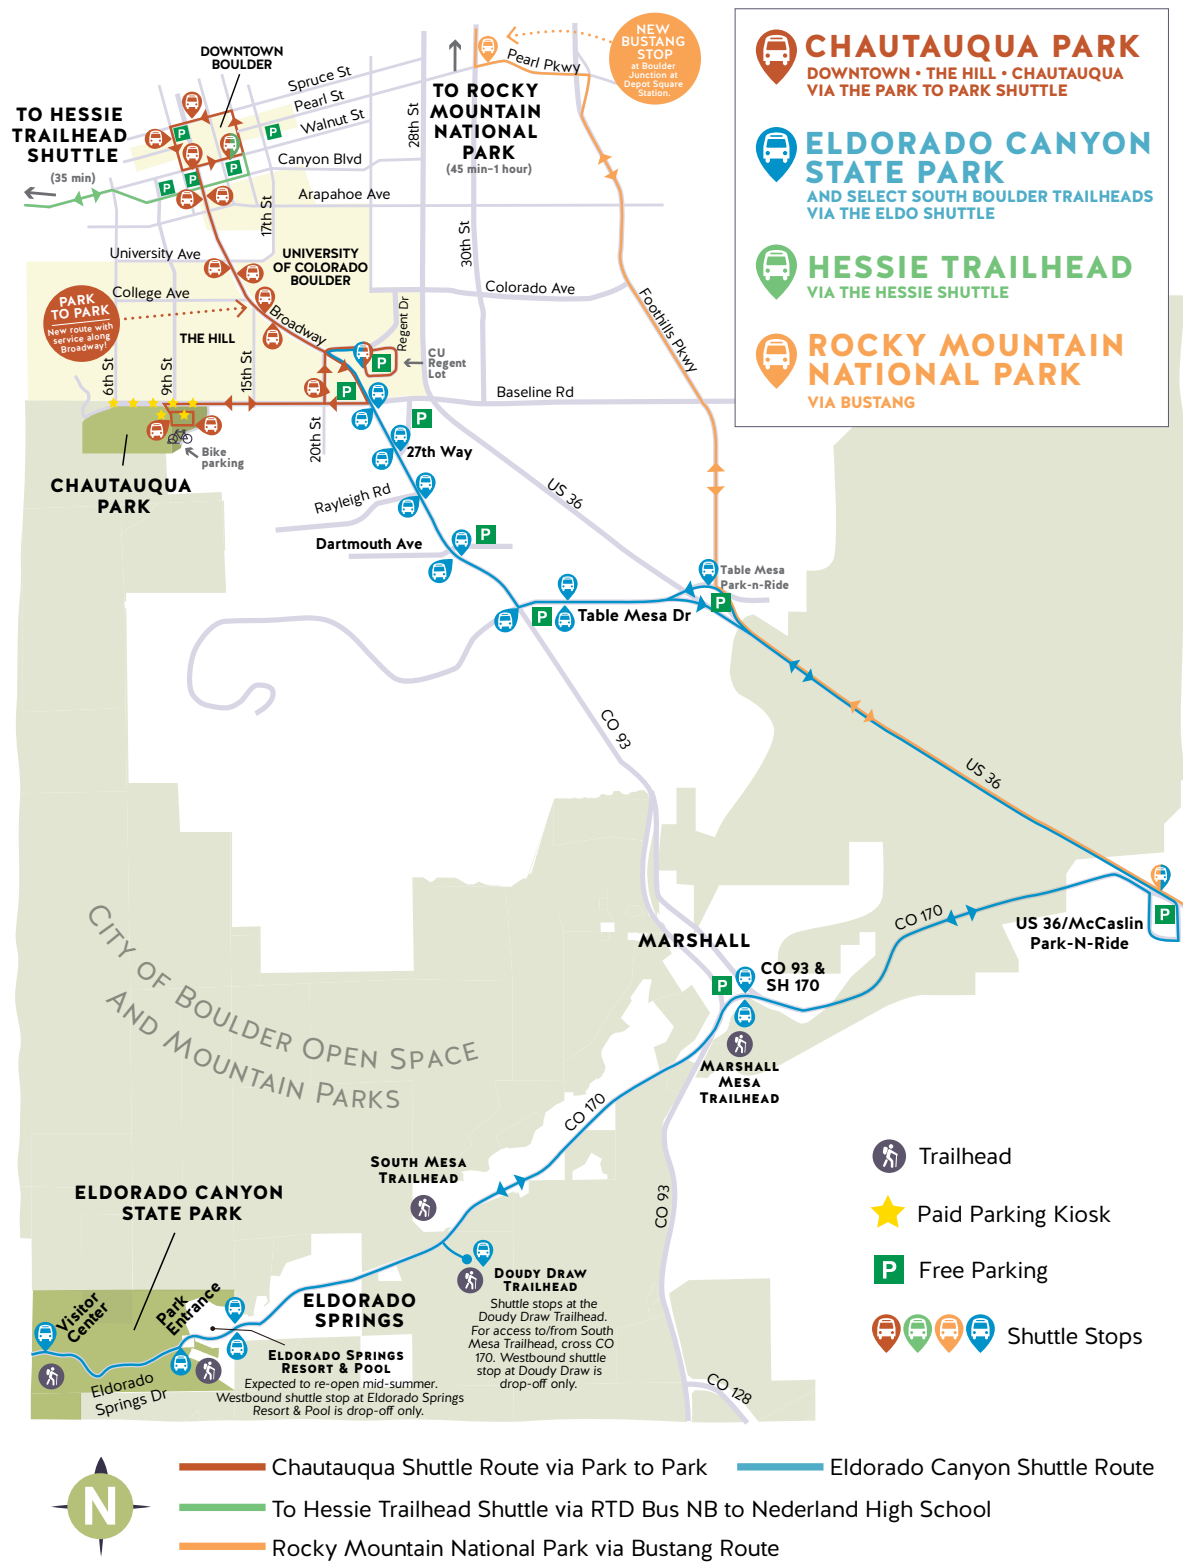 CHAUTAUQUA PARK
DOWNTOWN • THE HILL • CHAUTAUQUA
VIA THE PARK TO PARK SHUTTLE
ELDORADO CANYON
STATE PARK
AND SELECT SOUTH BOULDER TRAILHEADS
VIA THE ELDO SHUTTLE
HESSIE TRAILHEAD
VIA THE HESSIE SHUTTLE
ROCKY MOUNTAIN
NATIONAL PARK
VIA BUSTANG
NEW
BUSTANG
STOP
at Boulder
Junction at
Depot Square
Station.
DOWNTOWN
BOULDER
TO HESSIE
TRAILHEAD
SHUTTLE
(35 min)
TO ROCKY
MOUNTAIN
NATIONAL
PARK
(45 min–1 hour)
Pearl Pkwy
Spruce St
Pearl St
Walnut St
Canyon Blvd
Arapahoe Ave
28th St
30th St
17th St
University Ave
UNIVERSITY
OF COLORADO
BOULDER
College Ave
Colorado Ave
PARK
TO PARK
New route with
service along
Broadway!
Broadway
Regent Dr
Foothills Pkwy
THE HILL
CU
Regent
Lot
6th St
9th St
15th St
20th St
Baseline Rd
Bike
parking
27th Way
CHAUTAUQUA
PARK
Rayleigh Rd
US 36
Dartmouth Ave
Table Mesa
Park-n-Ride
Table Mesa Dr
CO 93
US 36
CO 170
US 36/McCaslin
Park-N-Ride
MARSHALL
CO 93 &
SH 170
CITY OF BOULDER OPEN SPACE
AND MOUNTAIN PARKS
MARSHALL
MESA
TRAILHEAD
CO 170
SOUTH MESA
TRAILHEAD
CO 93
ELDORADO CANYON
STATE PARK
DOUDY DRAW
TRAILHEAD
Shuttle stops at the
Doudy Draw Trailhead.
For access to/from South
Mesa Trailhead, cross CO
170. Westbound shuttle
stop at Doudy Draw is
drop-off only.
ELDORADO
SPRINGS
Visitor
Center
Park
Entrance
ELDORADO SPRINGS
RESORT & POOL
Expected to re-open mid-summer.
Westbound shuttle stop at Eldorado Springs
Resort & Pool is drop-off only.
Eldorado
Springs Dr
CO 128
Trailhead
Paid Parking Kiosk
P Free Parking
Shuttle Stops
N
Chautauqua Shuttle Route via Park to Park
Eldorado Canyon Shuttle Route
To Hessie Trailhead Shuttle via RTD Bus NB to Nederland High School
Rocky Mountain National Park via Bustang Route
P
P
P
P
P
P
P
P
P
P
P
P
P